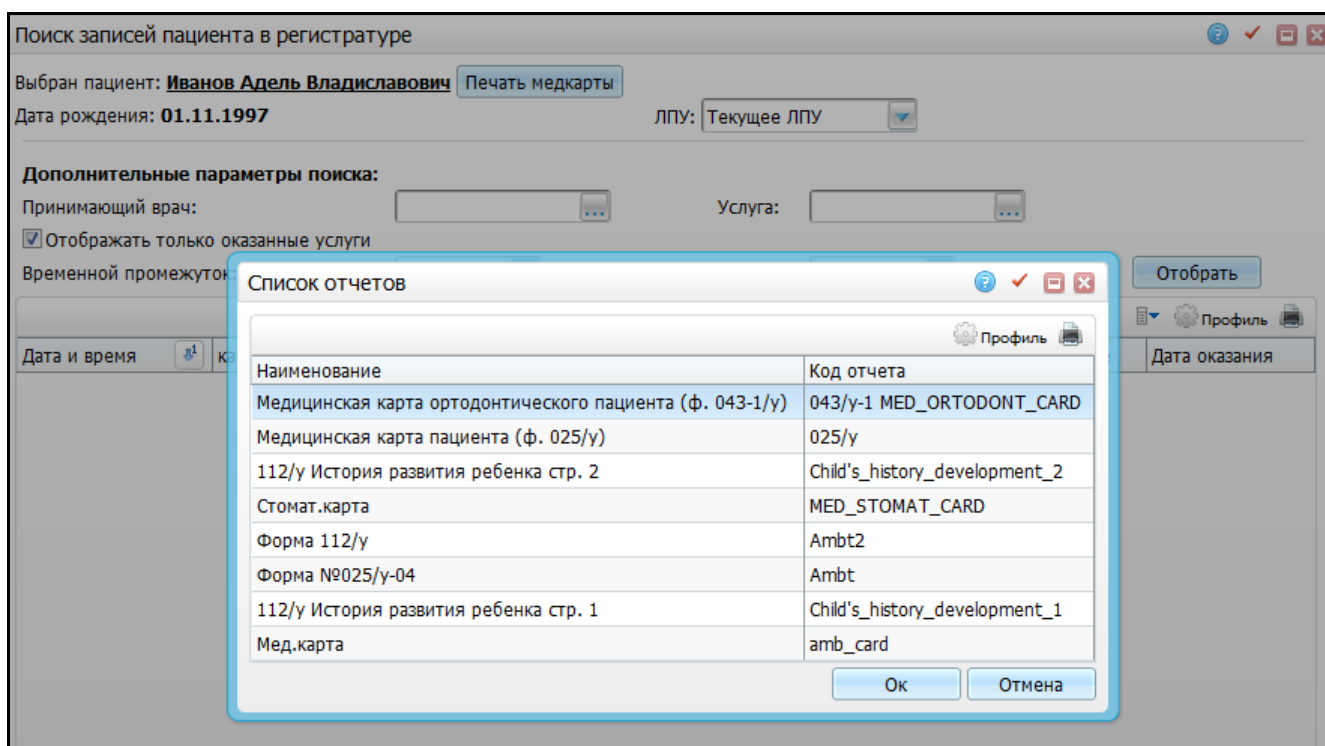 Поиск записей пациента в регистратуре
Выбран пациент: Иванов Адель Владиславович Печать медкарты
Дата рождения: 01.11.1997 ЛПУ: Текущее ЛПУ
Дополнительные параметры поиска:
Принимающий врач: ... Услуга: ...
Отображать только оказанные услуги
Временной промежуток: Отобрать
Список отчетов
Профиль
Профиль
Дата и время 1 Дата оказания
Наименование Код отчета
Медицинская карта ортодонтического пациента (ф. 043-1/у) 043/у-1 MED_ORTODONT_CARD
Медицинская карта пациента (ф. 025/у) 025/у
112/у История развития ребенка стр. 2 Child's_history_development_2
Стомат.карта MED_STOMAT_CARD
Форма 112/у Ambt2
Форма №025/у-04 Ambt
112/у История развития ребенка стр. 1 Child's_history_development_1
Мед.карта amb_card
Ок Отмена